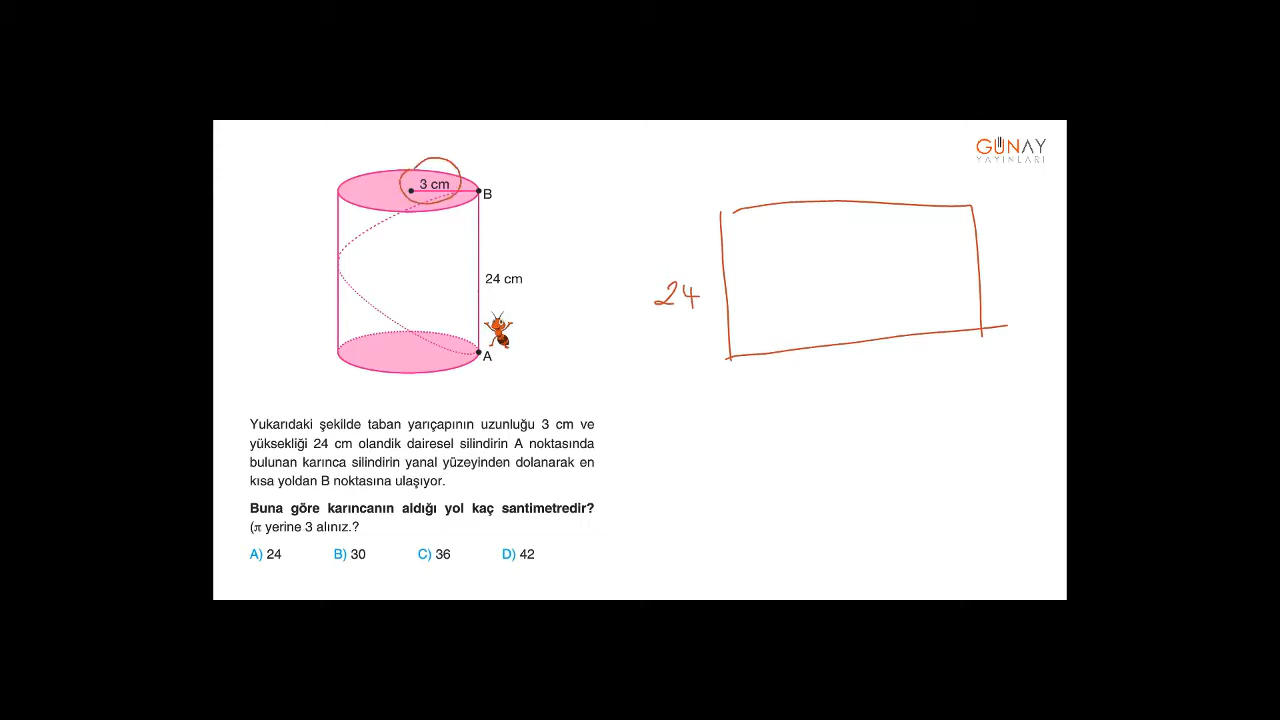 GÜNAY
YAYINLARI
3 cm
B
24 cm
24
A
Yukarıdaki şekilde taban yarıçapının uzunluğu 3 cm ve
yüksekliği 24 cm olandik dairesel silindirin A noktasında
bulunan karınca silindirin yanal yüzeyinden dolanarak en
kısa yoldan B noktasına ulaşıyor.
Buna göre karıncanın aldığı yol kaç santimetredir?
(π yerine 3 alınız.?
A) 24 B) 30 C) 36 D) 42